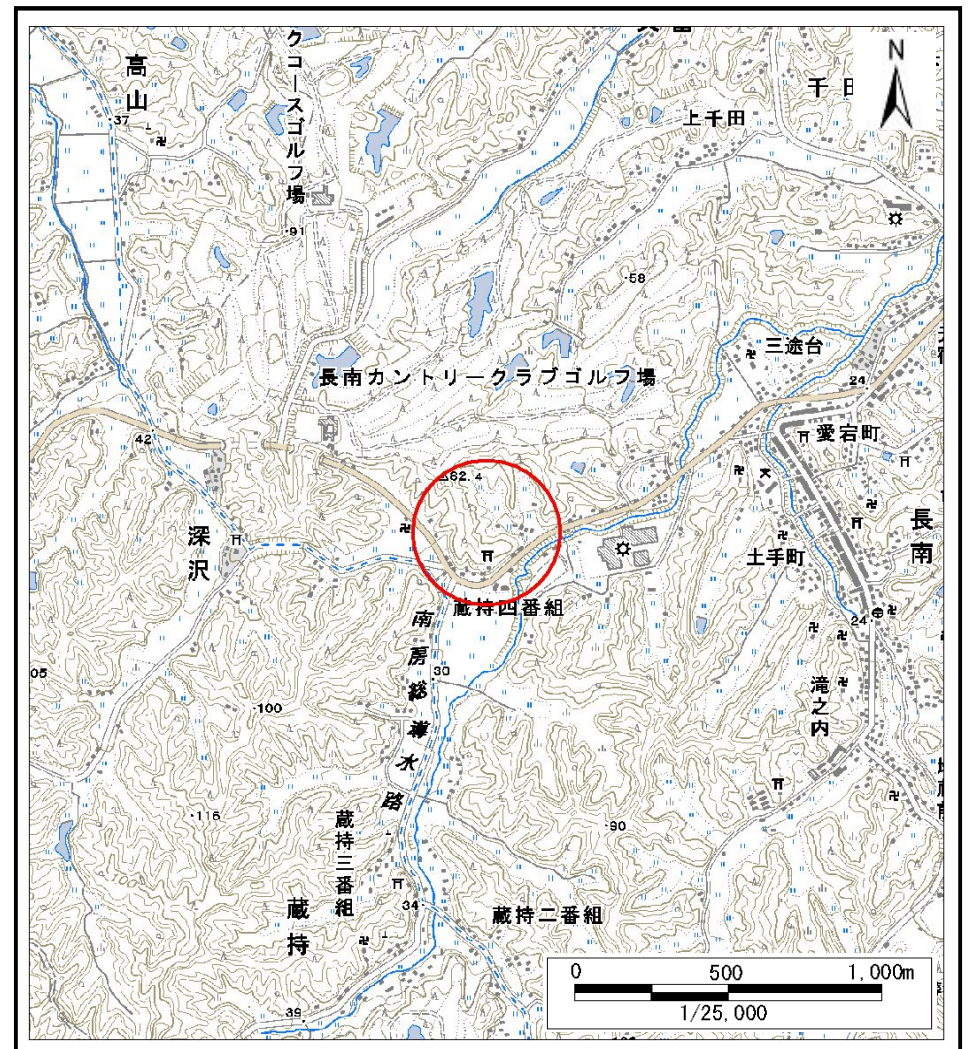 高山
37
クコースゴルフ場
千田
N
上千田
91
58
三途台
長南カントリークラブゴルフ場
24
愛宕町
42
82.4
深沢
長南
土手町
蔵持四番組
24
南房総導水路
30
滝之内
05
100
116
90
蔵持三番組
34
蔵持
蔵持二番組
39
0 500 1,000m
1/25,000